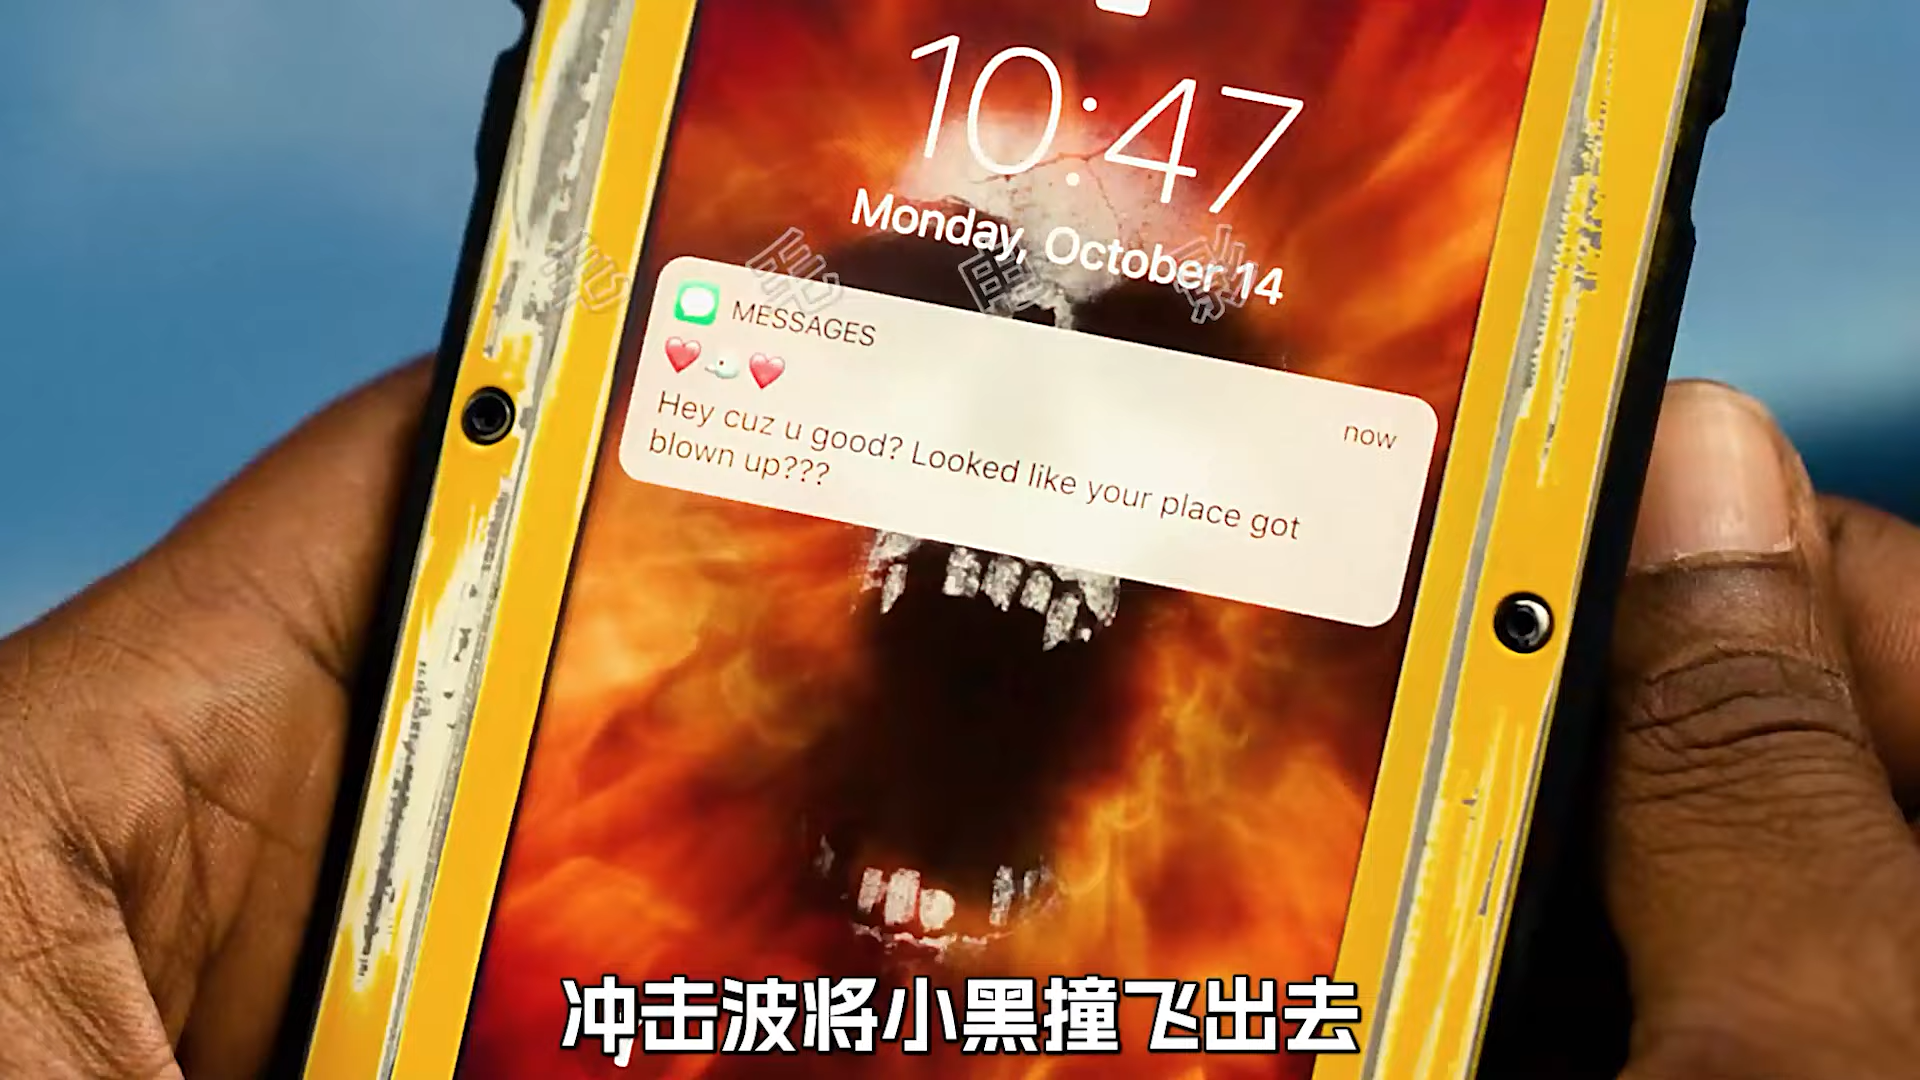 10:47
Monday, October 14
MESSAGES
❤️🦳❤️
now
Hey cuz u good? Looked like your place got
blown up???
冲击波将小黑撞飞出去